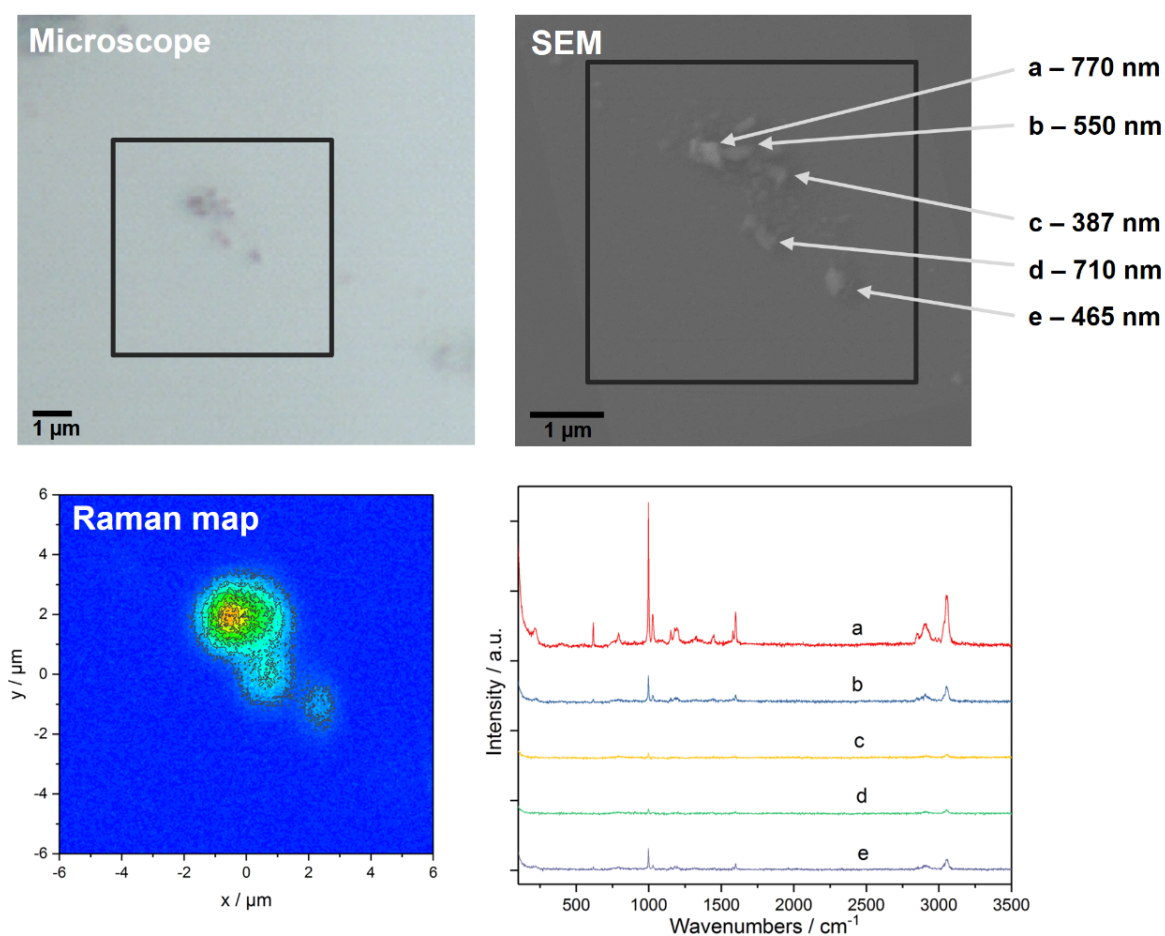 Microscope
1 µm
SEM
1 µm
a – 770 nm
b – 550 nm
c – 387 nm
d – 710 nm
e – 465 nm
Raman map
6
4
2
0
-2
-4
-6
y / µm
-6 -4 -2 0 2 4 6
x / µm
Intensity / a.u.
a
b
c
d
e
500 1000 1500 2000 2500 3000 3500
Wavenumbers / cm⁻¹